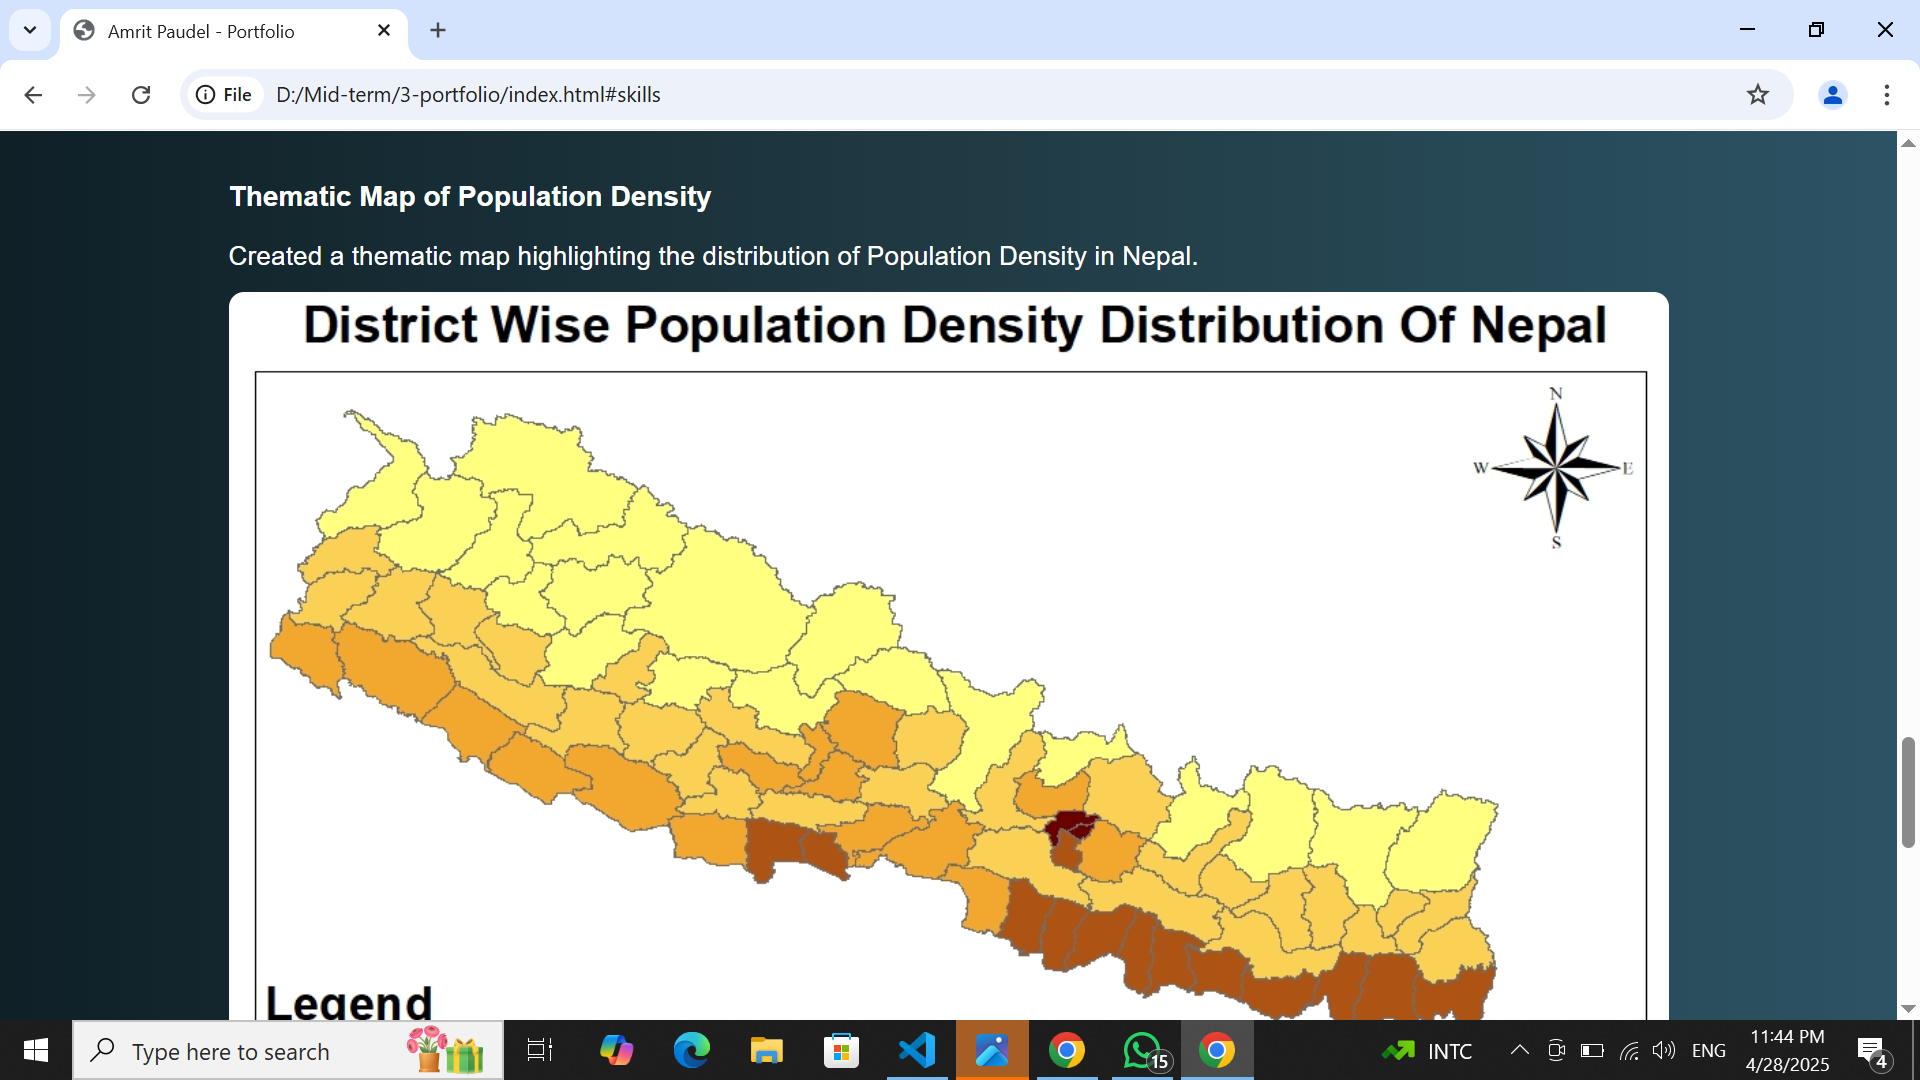 Amrit Paudel - Portfolio
File
D:/Mid-term/3-portfolio/index.html#skills
Thematic Map of Population Density
Created a thematic map highlighting the distribution of Population Density in Nepal.
District Wise Population Density Distribution Of Nepal
N
W E
S
Legend
Type here to search
15
INTC
ENG
11:44 PM
4/28/2025
4